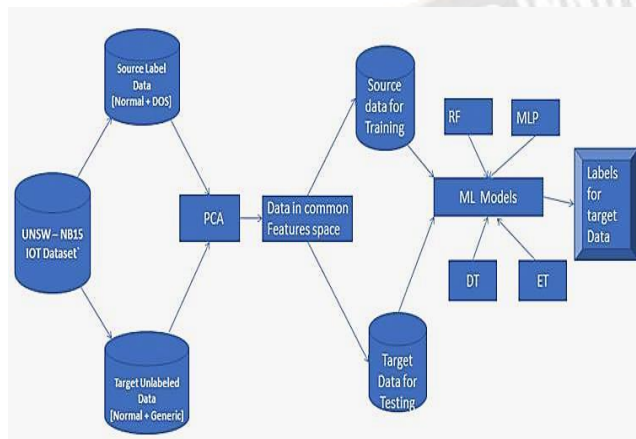 Source Label
Data
[Normal + DOS]
UNSW – NB15
IOT Dataset`
Target Unlabeled
Data
[Normal + Generic]
PCA
Data in common
Features space
Source
data for
Training
Target
Data for
Testing
RF
MLP
ML Models
DT
ET
Labels
for
target
Data